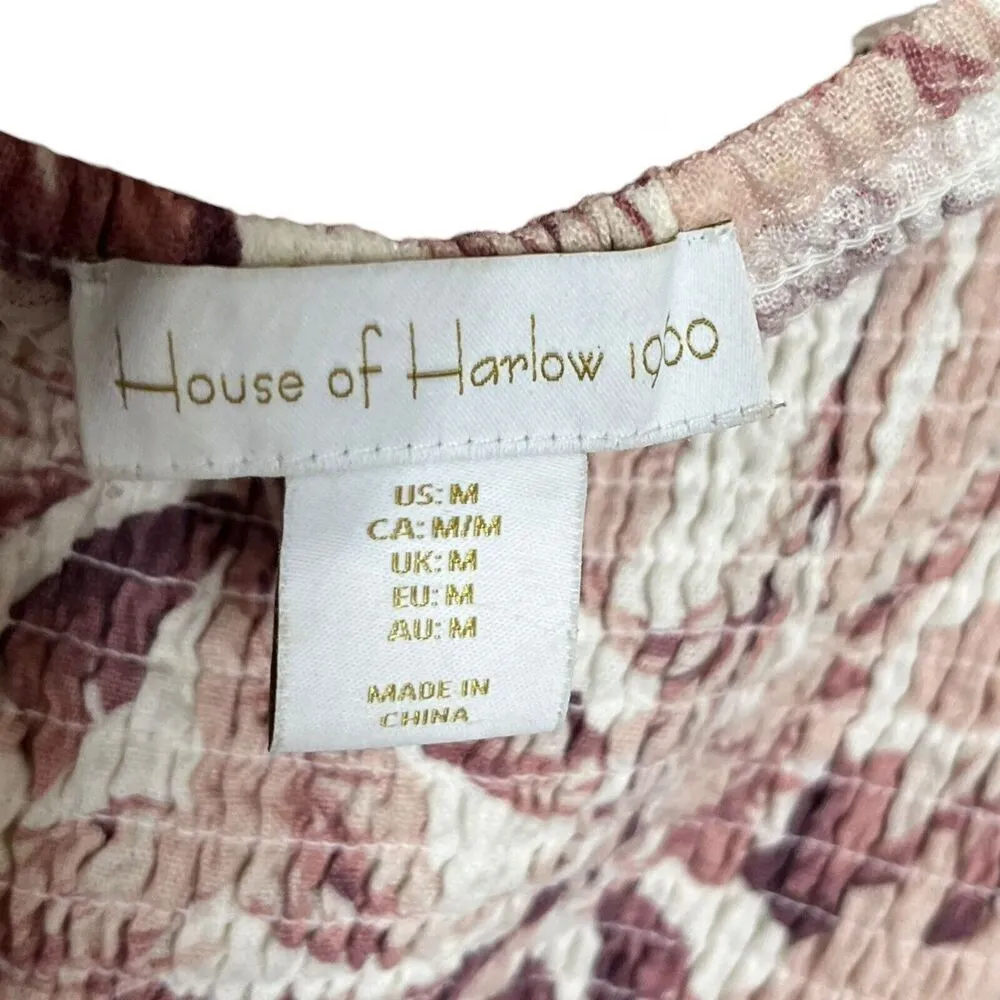 House of Harlow 1960
US: M
CA: M/M
UK: M
EU: M
AU: M
MADE IN
CHINA